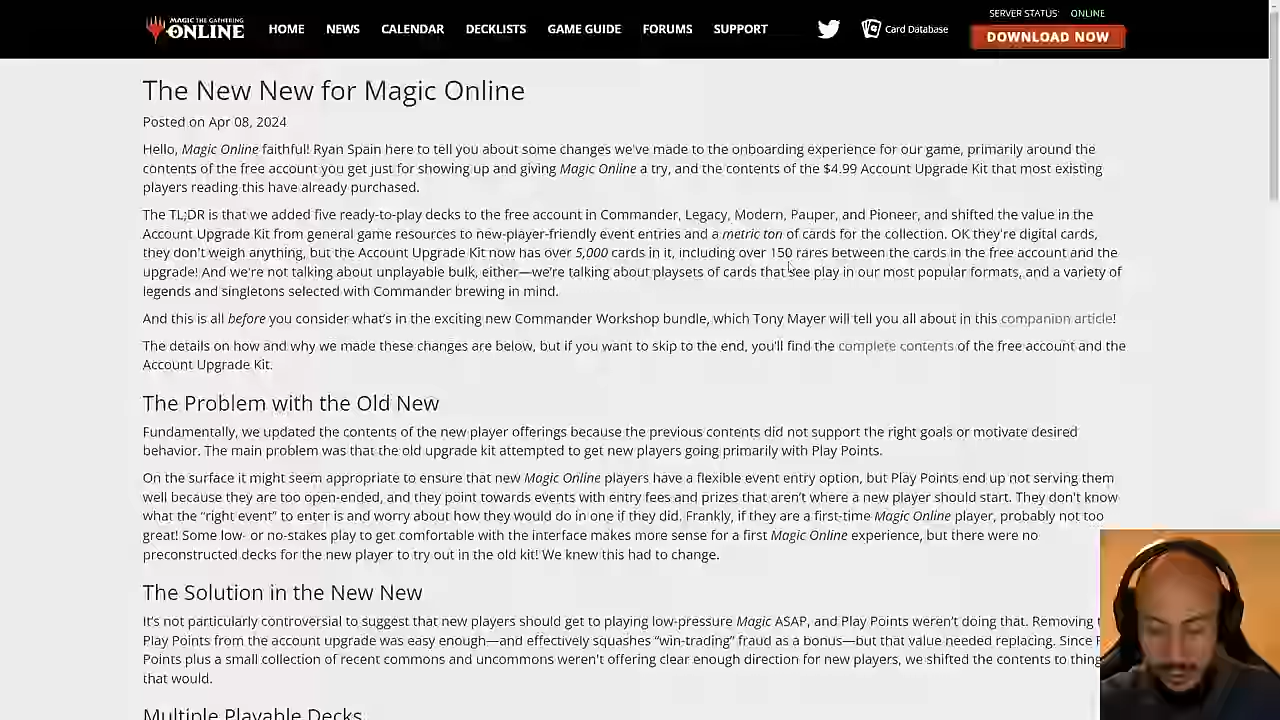 MAGIC THE GATHERING
ONLINE
HOME NEWS CALENDAR DECKLISTS GAME GUIDE FORUMS SUPPORT
Card Database
SERVER STATUS: ONLINE
DOWNLOAD NOW
The New New for Magic Online
Posted on Apr 08, 2024
Hello, Magic Online faithful! Ryan Spain here to tell you about some changes we've made to the onboarding experience for our game, primarily around the
contents of the free account you get just for showing up and giving Magic Online a try, and the contents of the $4.99 Account Upgrade Kit that most existing
players reading this have already purchased.
The TL;DR is that we added five ready-to-play decks to the free account in Commander, Legacy, Modern, Pauper, and Pioneer, and shifted the value in the
Account Upgrade Kit from general game resources to new-player-friendly event entries and a metric ton of cards for the collection. OK they're digital cards,
they don't weigh anything, but the Account Upgrade Kit now has over 5,000 cards in it, including over 150 rares between the cards in the free account and the
upgrade! And we're not talking about unplayable bulk, either—we're talking about playsets of cards that see play in our most popular formats, and a variety of
legends and singletons selected with Commander brewing in mind.
And this is all before you consider what's in the exciting new Commander Workshop bundle, which Tony Mayer will tell you all about in this companion article!
The details on how and why we made these changes are below, but if you want to skip to the end, you'll find the complete contents of the free account and the
Account Upgrade Kit.
The Problem with the Old New
Fundamentally, we updated the contents of the new player offerings because the previous contents did not support the right goals or motivate desired
behavior. The main problem was that the old upgrade kit attempted to get new players going primarily with Play Points.
On the surface it might seem appropriate to ensure that new Magic Online players have a flexible event entry option, but Play Points end up not serving them
well because they are too open-ended, and they point towards events with entry fees and prizes that aren't where a new player should start. They don't know
what the “right event” to enter is and worry about how they would do in one if they did. Frankly, if they are a first-time Magic Online player, probably not too
great! Some low- or no-stakes play to get comfortable with the interface makes more sense for a first Magic Online experience, but there were no
preconstructed decks for the new player to try out in the old kit! We knew this had to change.
The Solution in the New New
It's not particularly controversial to suggest that new players should get to playing low-pressure Magic ASAP, and Play Points weren't doing that. Removing
Play Points from the account upgrade was easy enough—and effectively squashes “win-trading” fraud as a bonus—but that value needed replacing. Since
Points plus a small collection of recent commons and uncommons weren't offering clear enough direction for new players, we shifted the contents to thing
that would.
Multiple Playable Decks